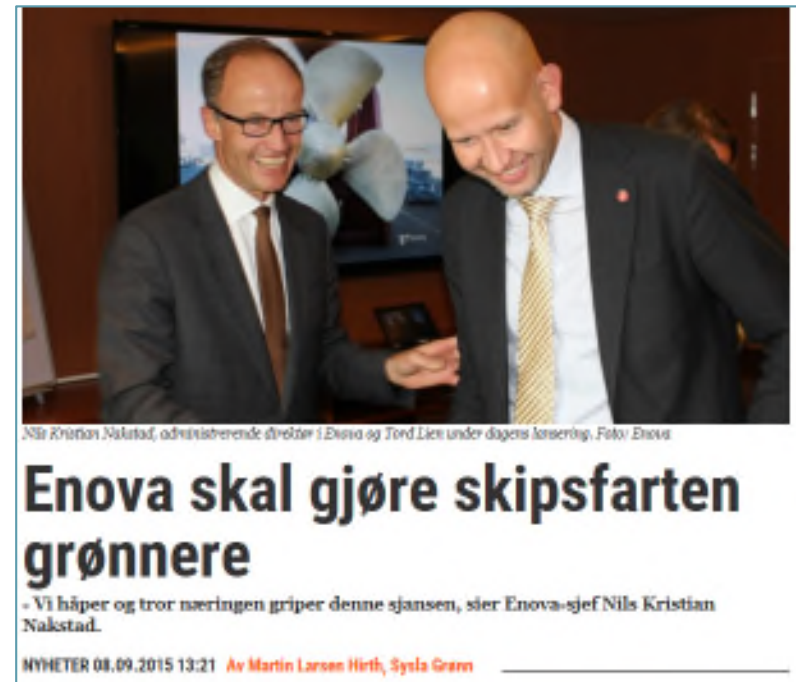 Nils Kristian Nakstad, administrerende direktør i Enova og Tord Lien under dagens lansering. Foto: Enova
Enova skal gjøre skipsfarten
grønnere
- Vi håper og tror næringen griper denne sjansen, sier Enova-sjef Nils Kristian
Nakstad.
NYHETER 08.09.2015 13:21 Av Martin Larsen Hirth, Sysla Grønn